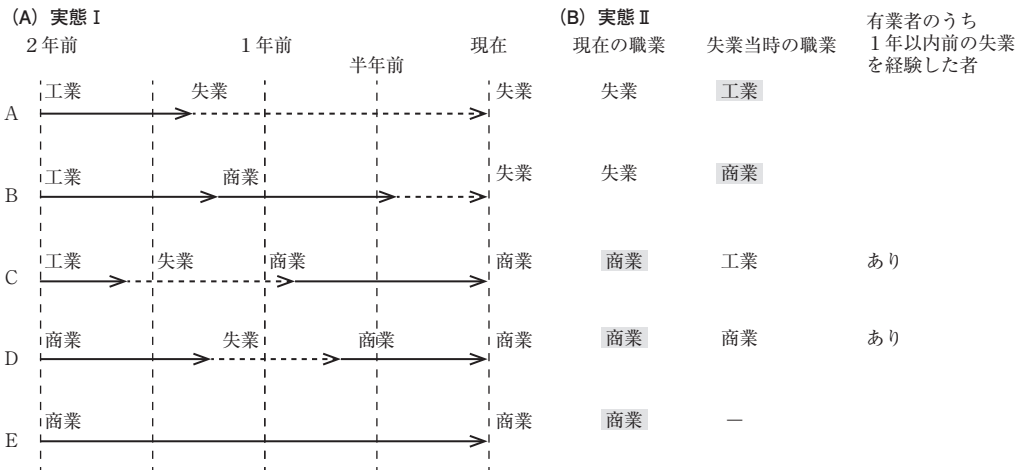 (A) 実態Ⅰ
2年前 1年前 半年前 現在
A 工業 失業 失業
B 工業 商業 失業
C 工業 失業 商業 商業
D 商業 失業 商業 商業
E 商業 商業
(B) 実態Ⅱ
現在の職業 失業当時の職業 有業者のうち
1年以内前の失業
を経験した者
失業 工業
失業 商業
商業 工業 あり
商業 商業 あり
商業 －